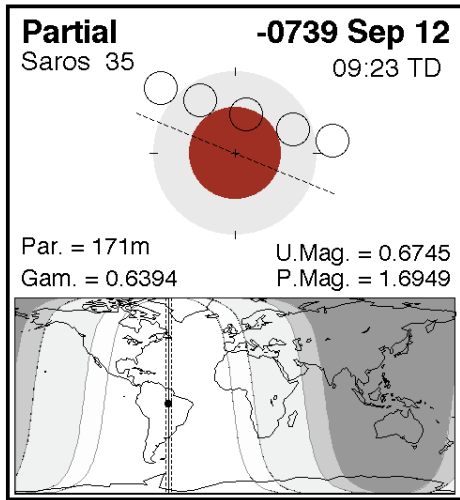 Partial -0739 Sep 12
Saros 35 09:23 TD
Par. = 171m U.Mag. = 0.6745
Gam. = 0.6394 P.Mag. = 1.6949